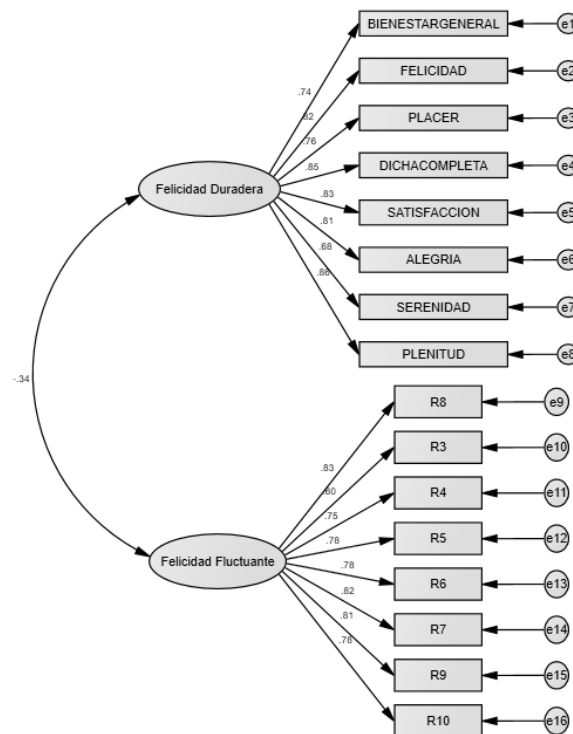 BIENESTARGENERAL
e1
FELICIDAD
e2
.74
.82
PLACER
e3
.76
.85
DICHACOMPLETA
e4
Felicidad Duradera
.83
SATISFACCION
e5
.81
.68
ALEGRIA
e6
.86
SERENIDAD
e7
PLENITUD
e8
-.34
R8
e9
R3
e10
.83
.60
R4
e11
.75
.78
R5
e12
Felicidad Fluctuante
.78
R6
e13
.82
.81
R7
e14
.78
R9
e15
R10
e16